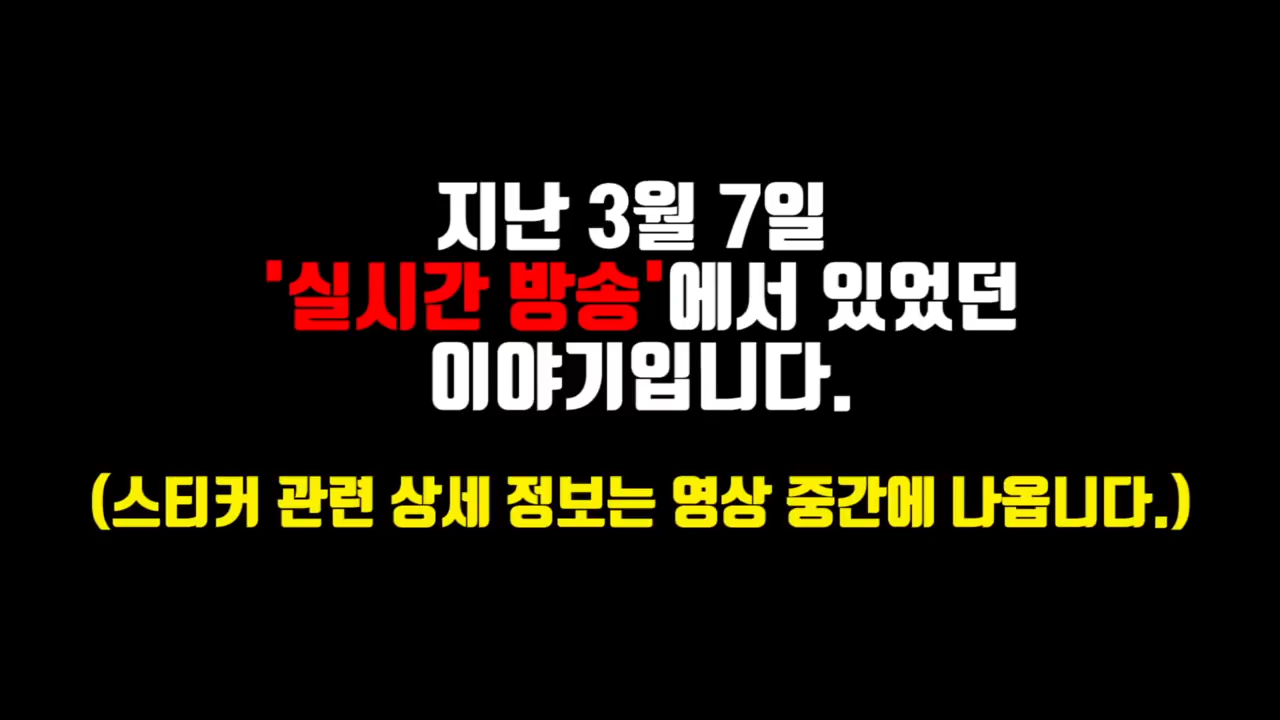 지난 3월 7일
'실시간 방송'에서 있었던
이야기입니다.
(스티커 관련 상세 정보는 영상 중간에 나옵니다.)